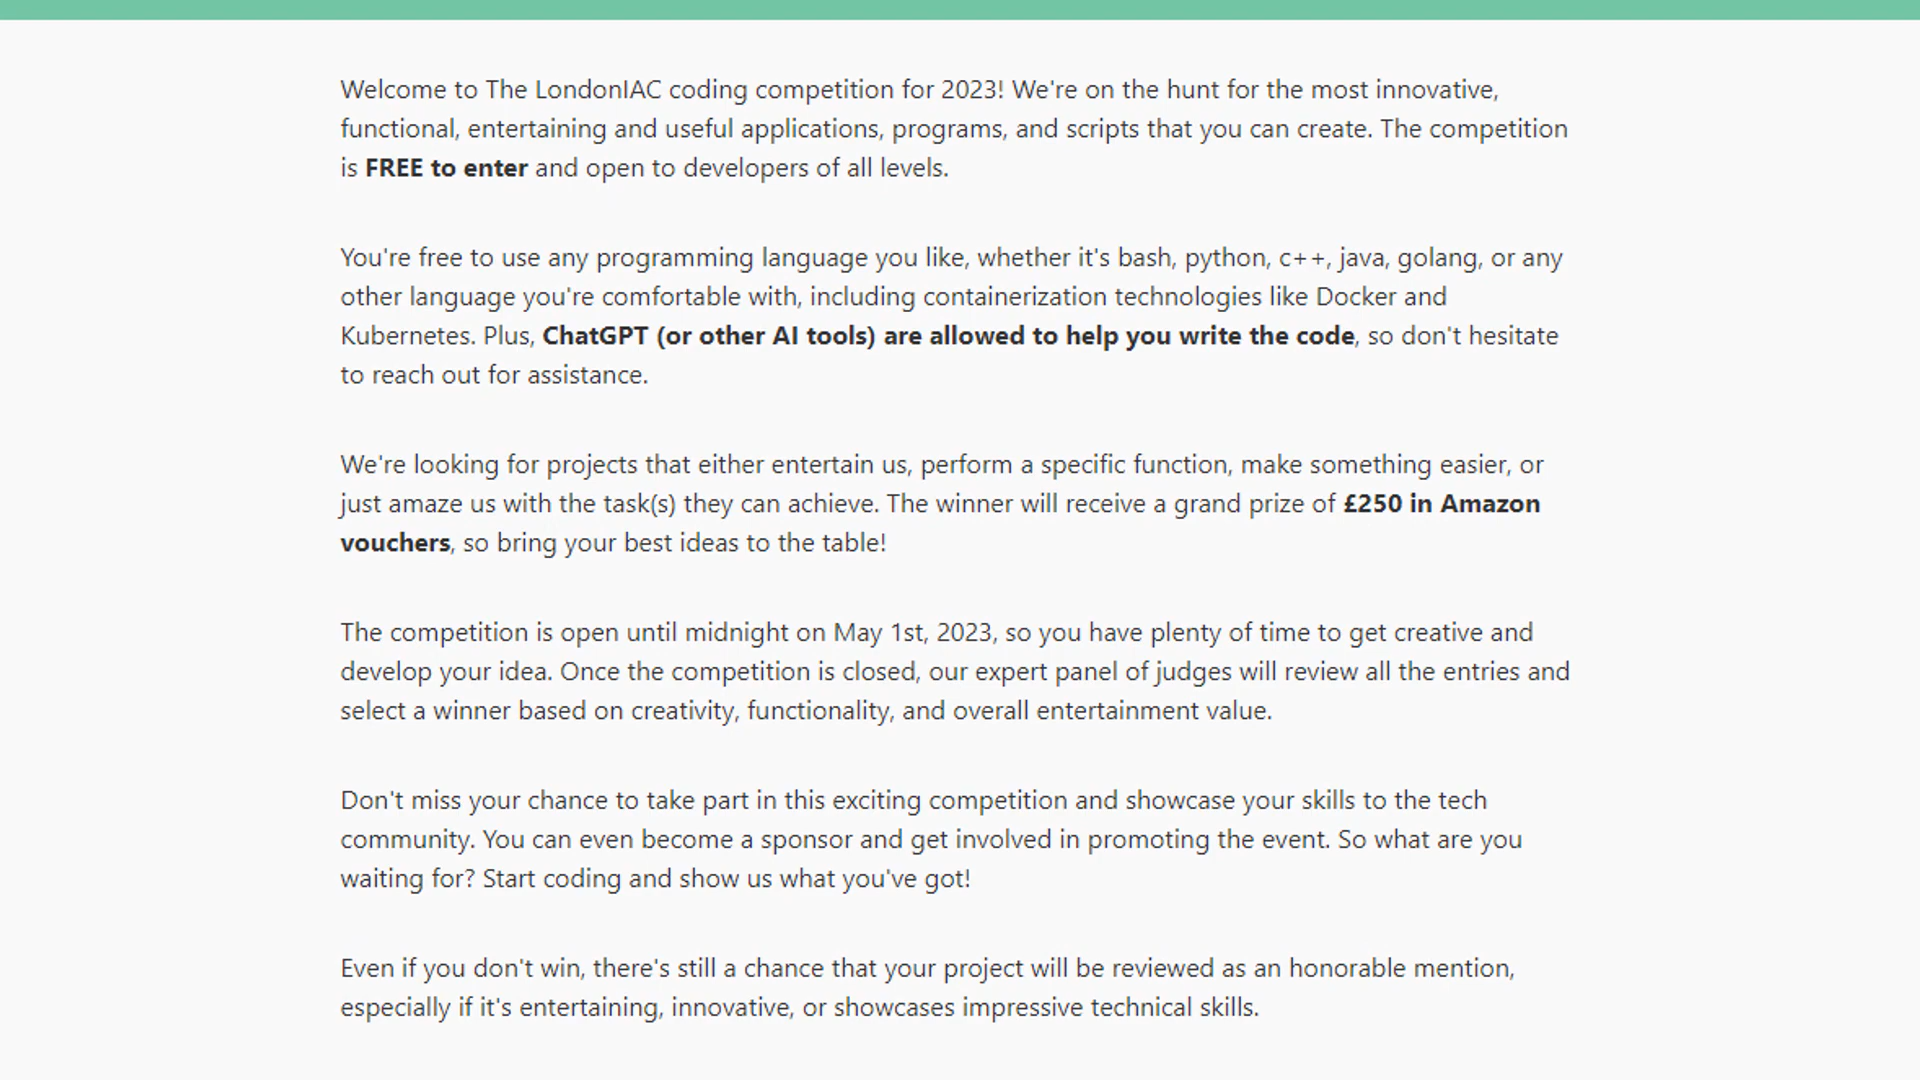 Welcome to The LondonIAC coding competition for 2023! We're on the hunt for the most innovative,
functional, entertaining and useful applications, programs, and scripts that you can create. The competition
is FREE to enter and open to developers of all levels.
You're free to use any programming language you like, whether it's bash, python, c++, java, golang, or any
other language you're comfortable with, including containerization technologies like Docker and
Kubernetes. Plus, ChatGPT (or other AI tools) are allowed to help you write the code, so don't hesitate
to reach out for assistance.
We're looking for projects that either entertain us, perform a specific function, make something easier, or
just amaze us with the task(s) they can achieve. The winner will receive a grand prize of £250 in Amazon
vouchers, so bring your best ideas to the table!
The competition is open until midnight on May 1st, 2023, so you have plenty of time to get creative and
develop your idea. Once the competition is closed, our expert panel of judges will review all the entries and
select a winner based on creativity, functionality, and overall entertainment value.
Don't miss your chance to take part in this exciting competition and showcase your skills to the tech
community. You can even become a sponsor and get involved in promoting the event. So what are you
waiting for? Start coding and show us what you've got!
Even if you don't win, there's still a chance that your project will be reviewed as an honorable mention,
especially if it's entertaining, innovative, or showcases impressive technical skills.